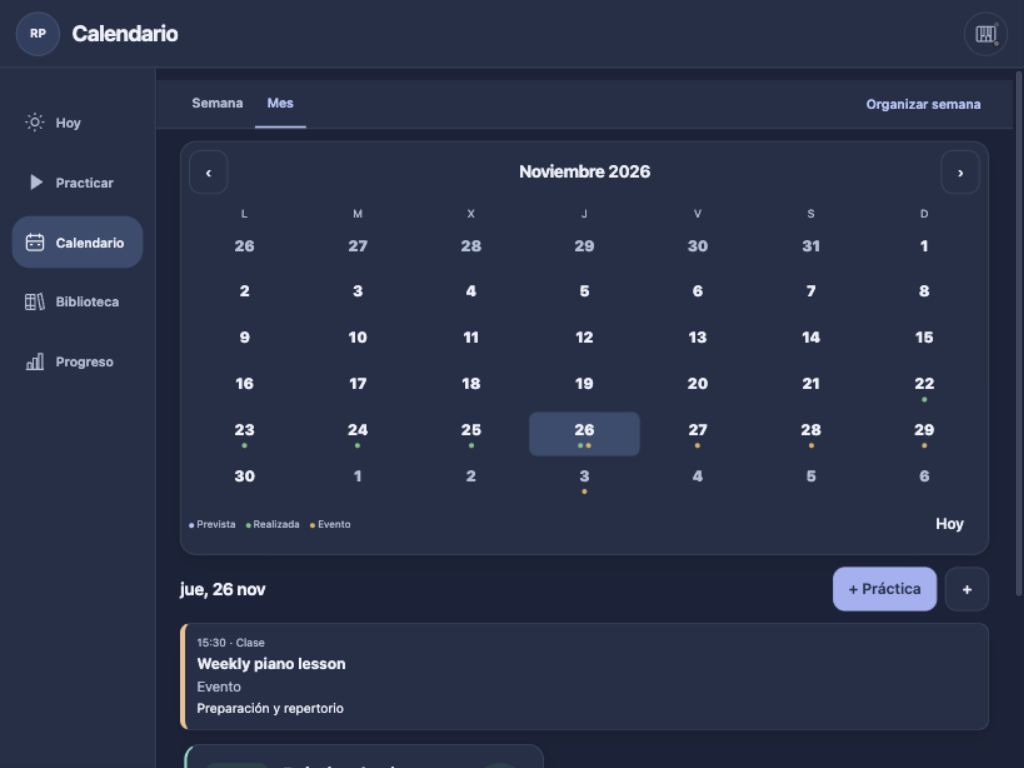 RP
Calendario
Hoy
Practicar
Calendario
Biblioteca
Progreso
Semana Mes Organizar semana
‹ Noviembre 2026 ›
L M X J V S D
26 27 28 29 30 31 1
2 3 4 5 6 7 8
9 10 11 12 13 14 15
16 17 18 19 20 21 22
23 24 25 26 27 28 29
30 1 2 3 4 5 6
Prevista Realizada Evento Hoy
jue, 26 nov + Práctica +
15:30 · Clase
Weekly piano lesson
Evento
Preparación y repertorio